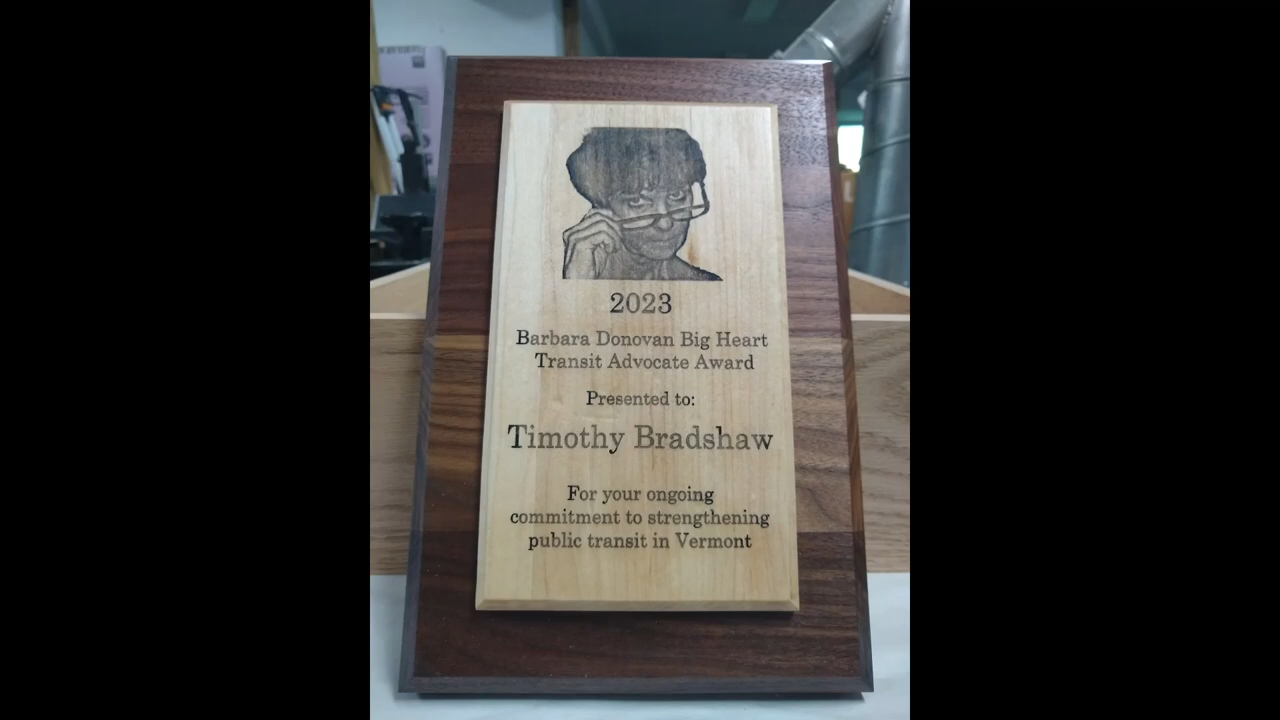 2023
Barbara Donovan Big Heart
Transit Advocate Award
Presented to:
Timothy Bradshaw
For your ongoing
commitment to strengthening
public transit in Vermont